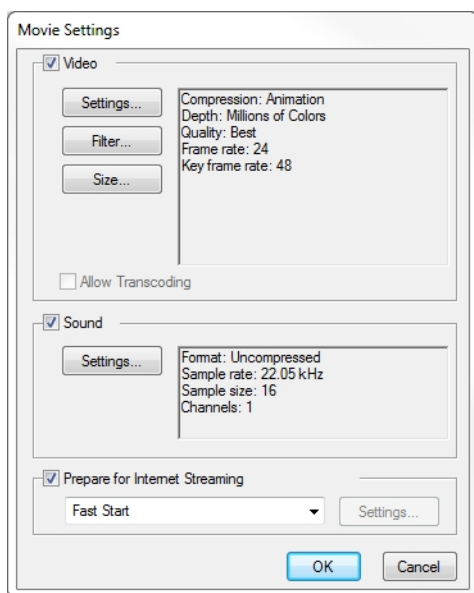 Movie Settings
Video
Settings...
Filter...
Size...
Compression: Animation
Depth: Millions of Colors
Quality: Best
Frame rate: 24
Key frame rate: 48
Allow Transcoding
Sound
Settings...
Format: Uncompressed
Sample rate: 22.05 kHz
Sample size: 16
Channels: 1
Prepare for Internet Streaming
Fast Start
Settings...
OK
Cancel